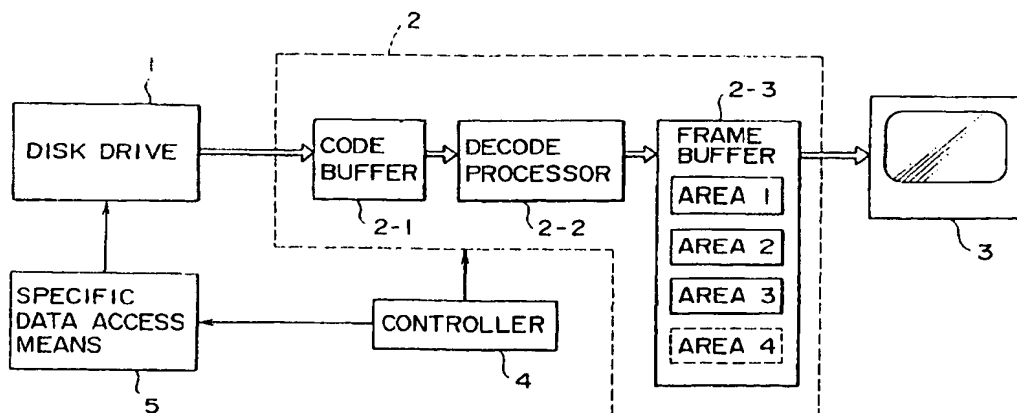 2
1
2-3
DISK DRIVE
CODE
BUFFER
2-1
DECODE
PROCESSOR
2-2
FRAME
BUFFER
AREA 1
AREA 2
AREA 3
AREA 4
3
SPECIFIC
DATA ACCESS
MEANS
5
CONTROLLER
4